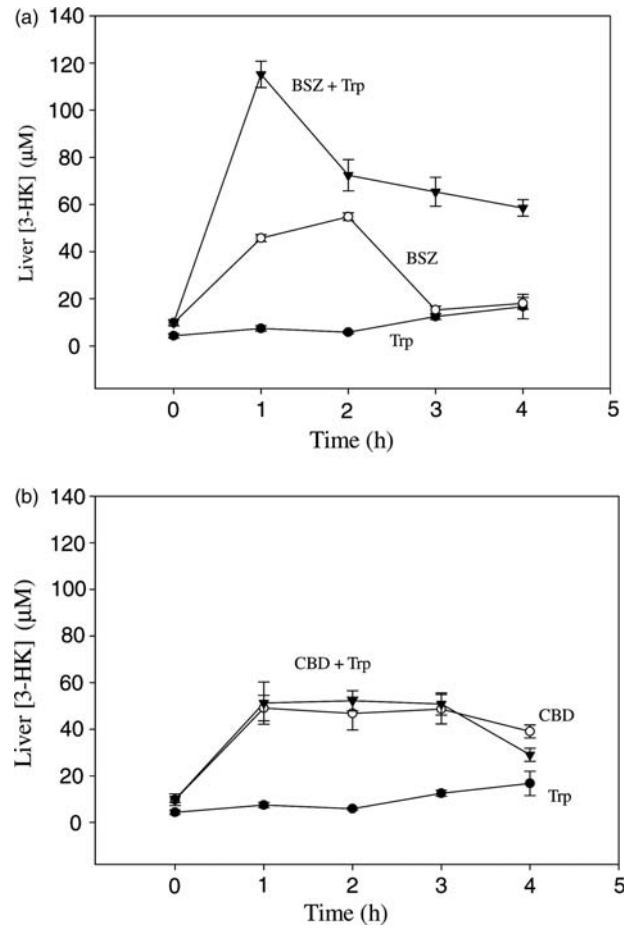 (a)
140
120
100
80
60
40
20
0
Liver [3-HK] (μM)
BSZ + Trp
BSZ
Trp
0 1 2 3 4 5
Time (h)
(b)
140
120
100
80
60
40
20
0
Liver [3-HK] (μM)
CBD + Trp
CBD
Trp
0 1 2 3 4 5
Time (h)